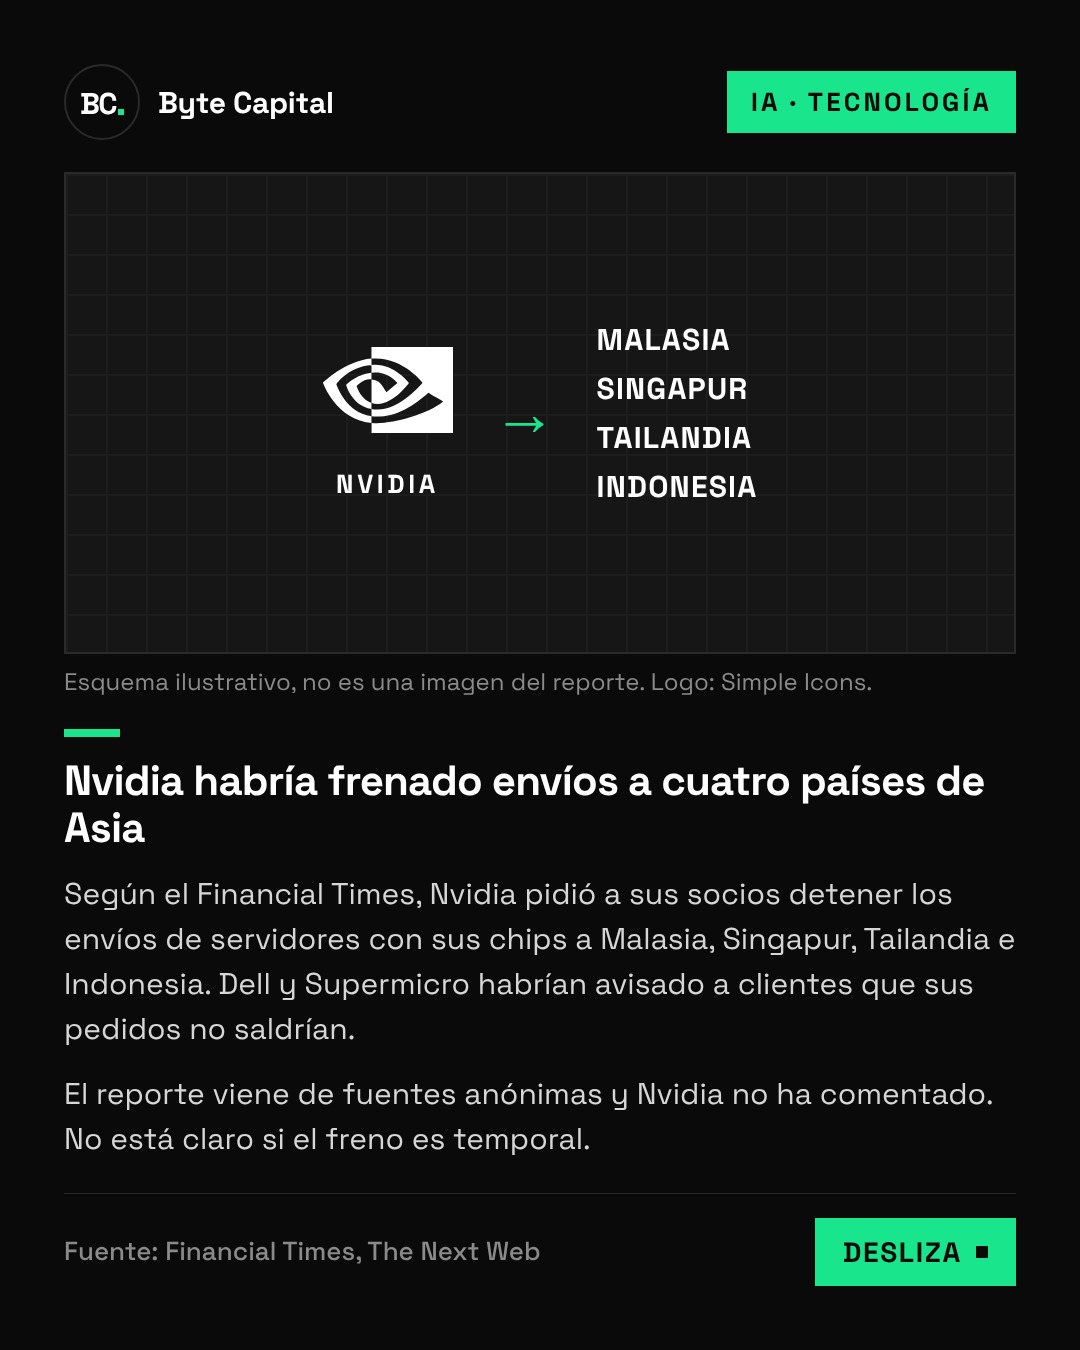 BC.
Byte Capital
IA · TECNOLOGÍA
NVIDIA
→
MALASIA
SINGAPUR
TAILANDIA
INDONESIA
Esquema ilustrativo, no es una imagen del reporte. Logo: Simple Icons.
Nvidia habría frenado envíos a cuatro países de
Asia
Según el Financial Times, Nvidia pidió a sus socios detener los
envíos de servidores con sus chips a Malasia, Singapur, Tailandia e
Indonesia. Dell y Supermicro habrían avisado a clientes que sus
pedidos no saldrían.
El reporte viene de fuentes anónimas y Nvidia no ha comentado.
No está claro si el freno es temporal.
Fuente: Financial Times, The Next Web
DESLIZA